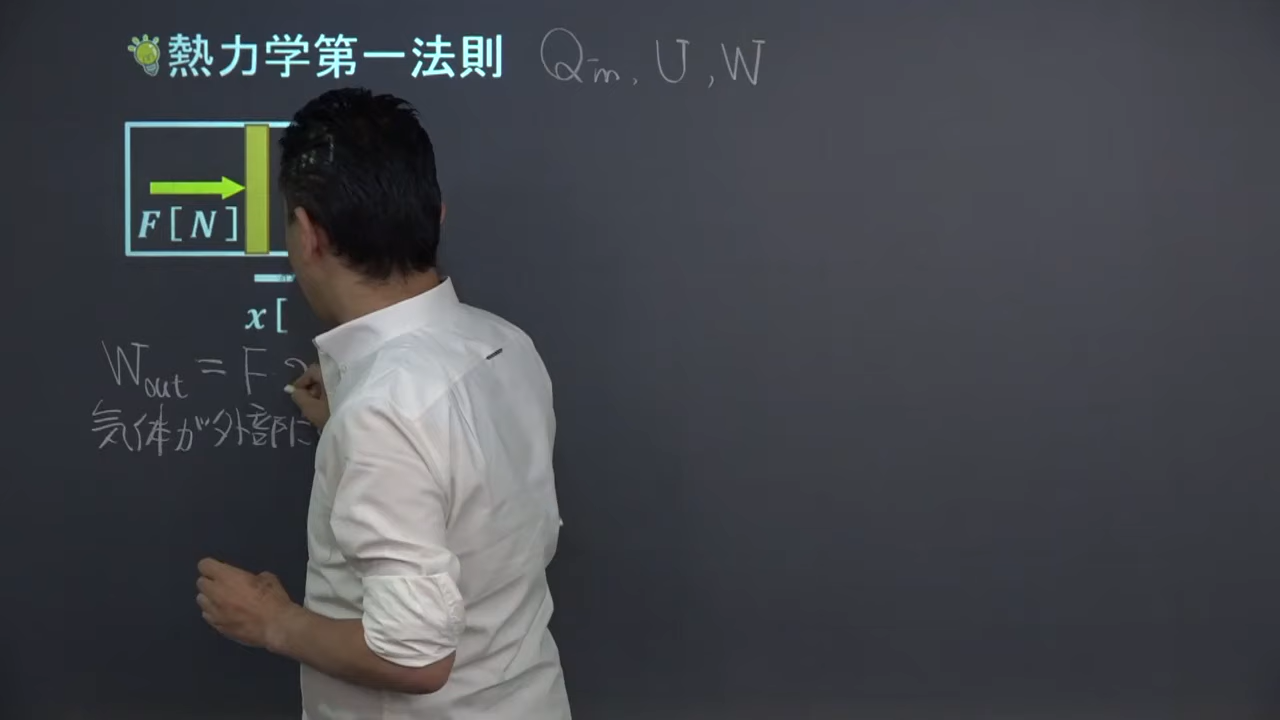 熱力学第一法則 Qin, U, W
F[N]
x[
Wout = F
気体が外部に